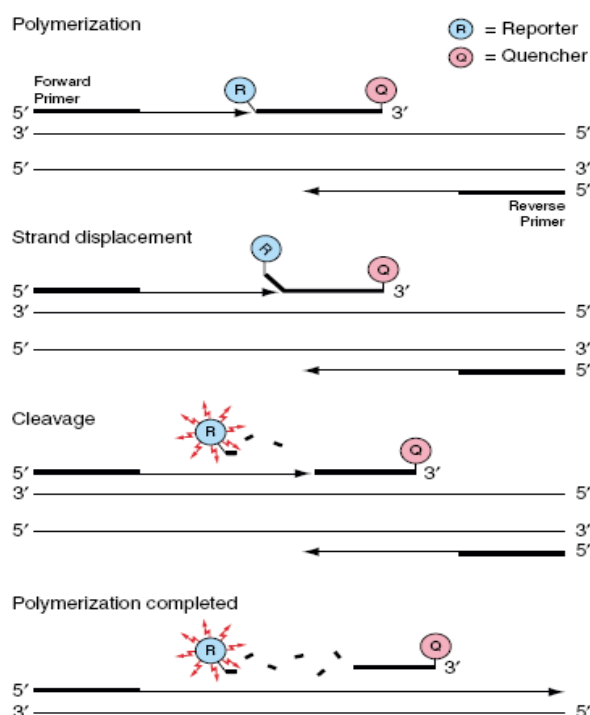 Polymerization
R = Reporter
Q = Quencher
Forward
Primer
R
Q
5′
3′
3′
5′
5′
3′
5′
Reverse
Primer
Strand displacement
R
Q
5′
3′
3′
5′
5′
3′
5′
Cleavage
R
Q
5′
3′
3′
5′
5′
3′
5′
Polymerization completed
R
Q
3′
5′
3′
5′